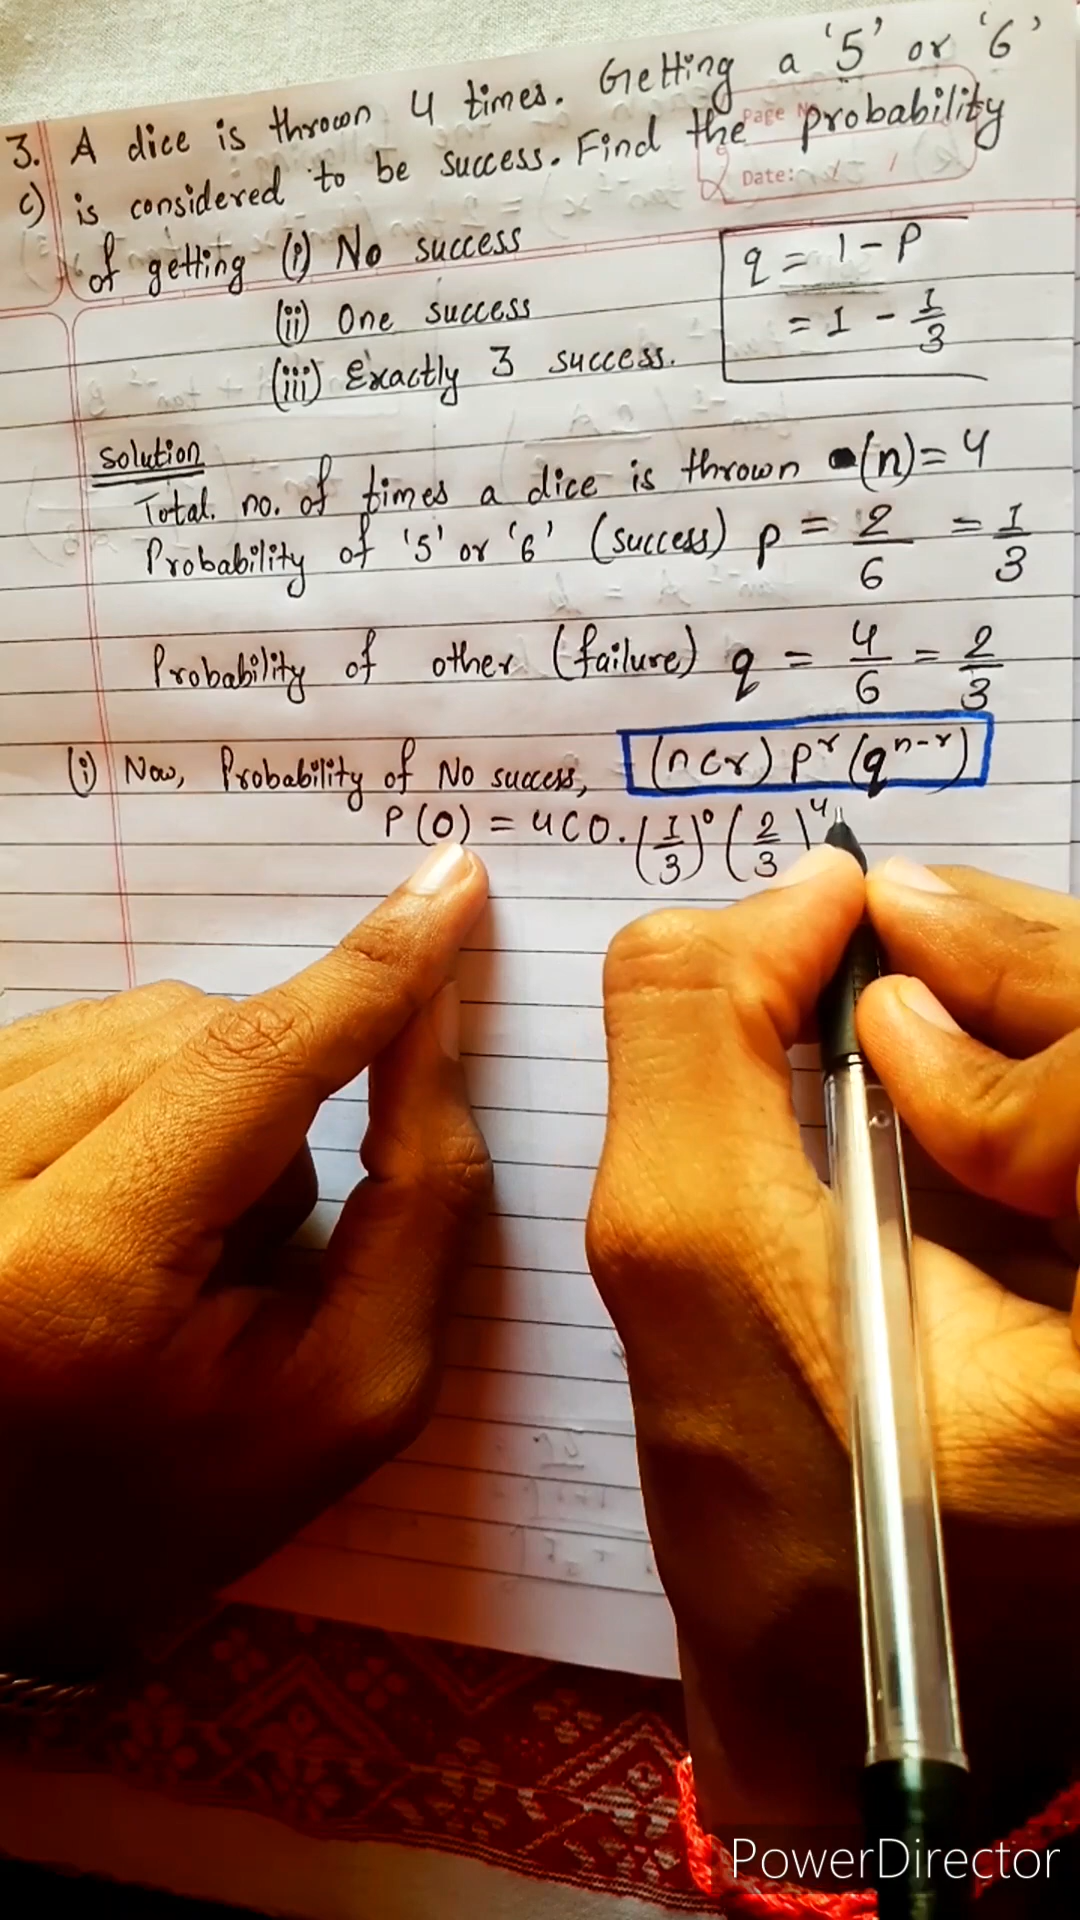 3. A dice is thrown 4 times. Getting a '5' or '6'
c) is considered to be success. Find the probability
Page N
Date: / /
of getting (i) No success
(ii) One success
(iii) Exactly 3 success.
q = 1 - P
= 1 - 1/3
Solution
Total. no. of times a dice is thrown (n) = 4
Probability of '5' or '6' (success) p = 2/6 = 1/3
Probability of other (failure) q = 4/6 = 2/3
(i) Now, Probability of No success, (nCr) P^r (q^n-r)
P(0) = 4C0. (1/3)^0 (2/3)^4
PowerDirector